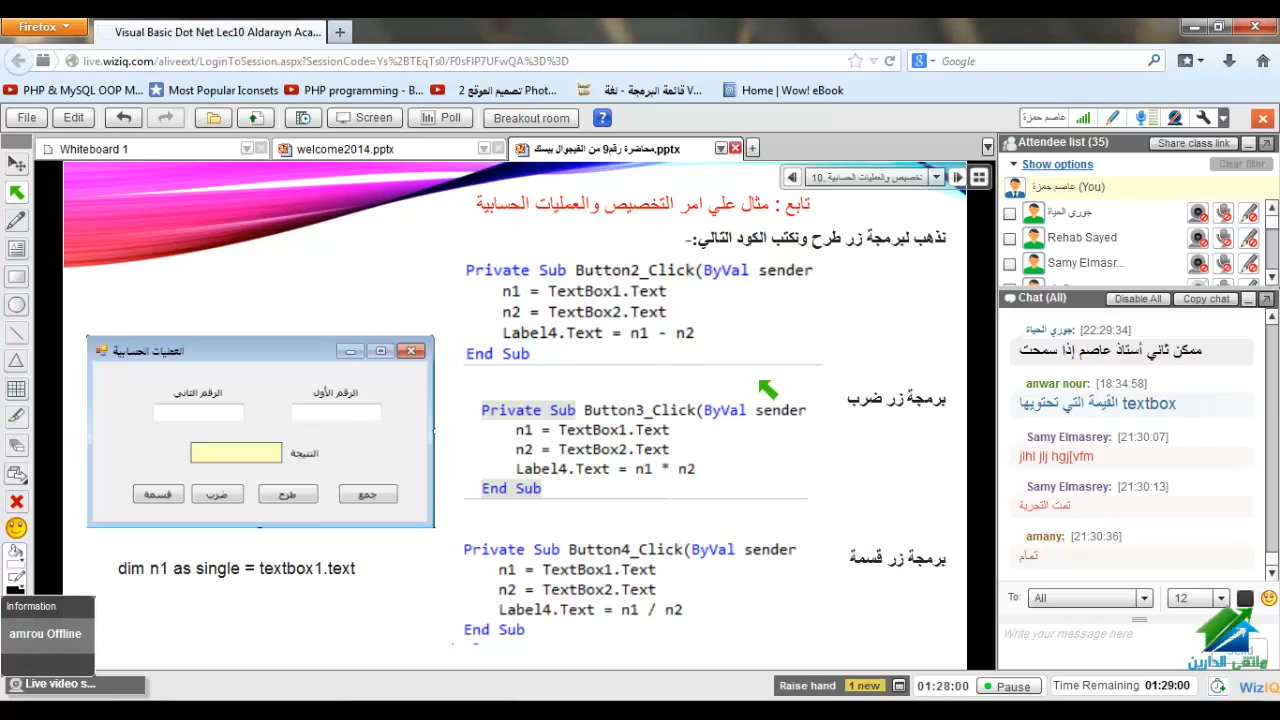 Firefox
Visual Basic Dot Net Lec10 Aldarayn Aca...
live.wiziq.com/aliveext/LoginToSession.aspx?SessionCode=Ys%2BTEqTs0/F0sFIP7UFwQA%3D%3D
Google
PHP & MySQL OOP M...
Most Popular Iconsets
PHP programming - B...
تصميم الموقع 2 Phot...
قائمة البرمجة - لغة V...
Home | Wow! eBook
File
Edit
Screen
Poll
Breakout room
عاصم حمزة
Whiteboard 1
welcome2014.pptx
محاضرة رقم9 من الفيجوال بيسك.pptx
Attendee list (35)
Share class link
Show options
Clear filter
عاصم حمزة (You)
جوري الحياة
Rehab Sayed
Samy Elmasr...
10. تخصيص والعمليات الحسابية
تابع : مثال علي امر التخصيص والعمليات الحسابية
نذهب لبرمجة زر طرح ونكتب الكود التالي:-
Private Sub Button2_Click(ByVal sender
n1 = TextBox1.Text
n2 = TextBox2.Text
Label4.Text = n1 - n2
End Sub
برمجة زر ضرب
Private Sub Button3_Click(ByVal sender
n1 = TextBox1.Text
n2 = TextBox2.Text
Label4.Text = n1 * n2
End Sub
برمجة زر قسمة
Private Sub Button4_Click(ByVal sender
n1 = TextBox1.Text
n2 = TextBox2.Text
Label4.Text = n1 / n2
End Sub
العمليات الحسابية
الرقم الأول
الرقم الثاني
النتيجة
جمع
طرح
ضرب
قسمة
dim n1 as single = textbox1.text
Chat (All)
Disable All
Copy chat
جوري الحياة: [22:29:34]
ممكن ثاني أستاذ عاصم إذا سمحت
anwar nour: [18:34:58]
القيمة التي تحتويها textbox
Samy Elmasrey: [21:30:07]
jlhl jlj hgj[vfm
Samy Elmasrey: [21:30:13]
تمت التجربة
amany: [21:30:36]
تمام
To:
All
12
Write your message here.
Send
ملتقى الدارين
Information
amrou Offline
Live video s...
Raise hand
1 new
01:28:00
Pause
Time Remaining
01:29:00
WizIQ